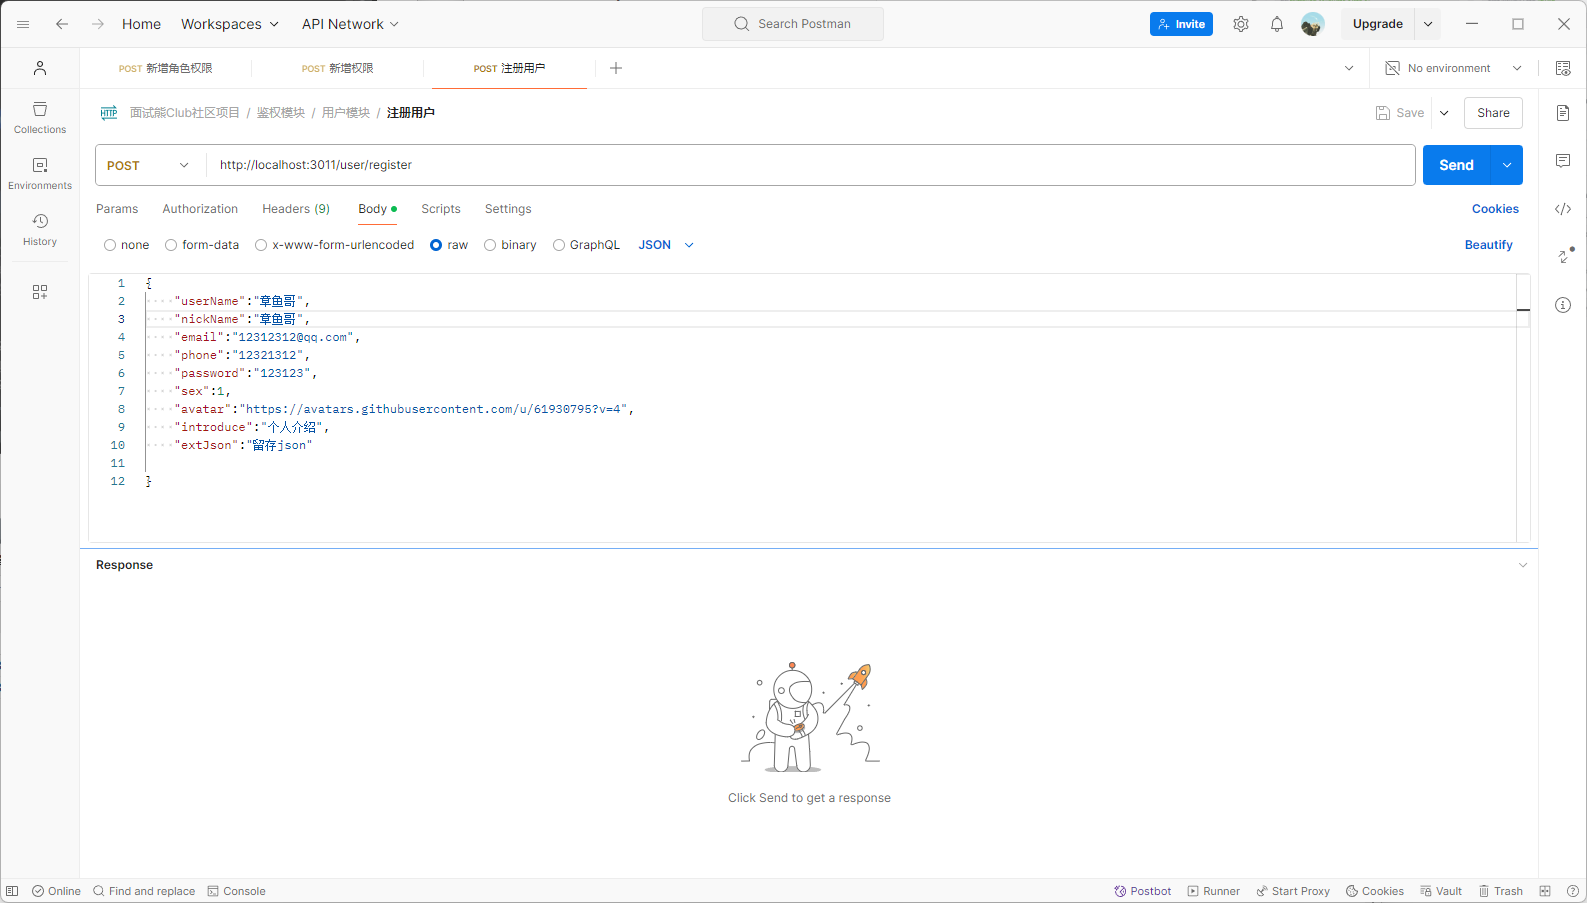 Home Workspaces API Network Search Postman Invite Upgrade
POST 新增角色权限 POST 新增权限 POST 注册用户 No environment
HTTP 面试熊Club社区项目 / 鉴权模块 / 用户模块 / 注册用户 Save Share
Collections
POST http://localhost:3011/user/register Send
Environments
Params Authorization Headers (9) Body Scripts Settings Cookies
History
none form-data x-www-form-urlencoded raw binary GraphQL JSON Beautify
1 {
2 "userName":"章鱼哥",
3 "nickName":"章鱼哥",
4 "email":"12312312@qq.com",
5 "phone":"12321312",
6 "password":"123123",
7 "sex":1,
8 "avatar":"https://avatars.githubusercontent.com/u/61930795?v=4",
9 "introduce":"个人介绍",
10 "extJson":"留存json"
11
12 }
Response
Click Send to get a response
Online Find and replace Console Postbot Runner Start Proxy Cookies Vault Trash